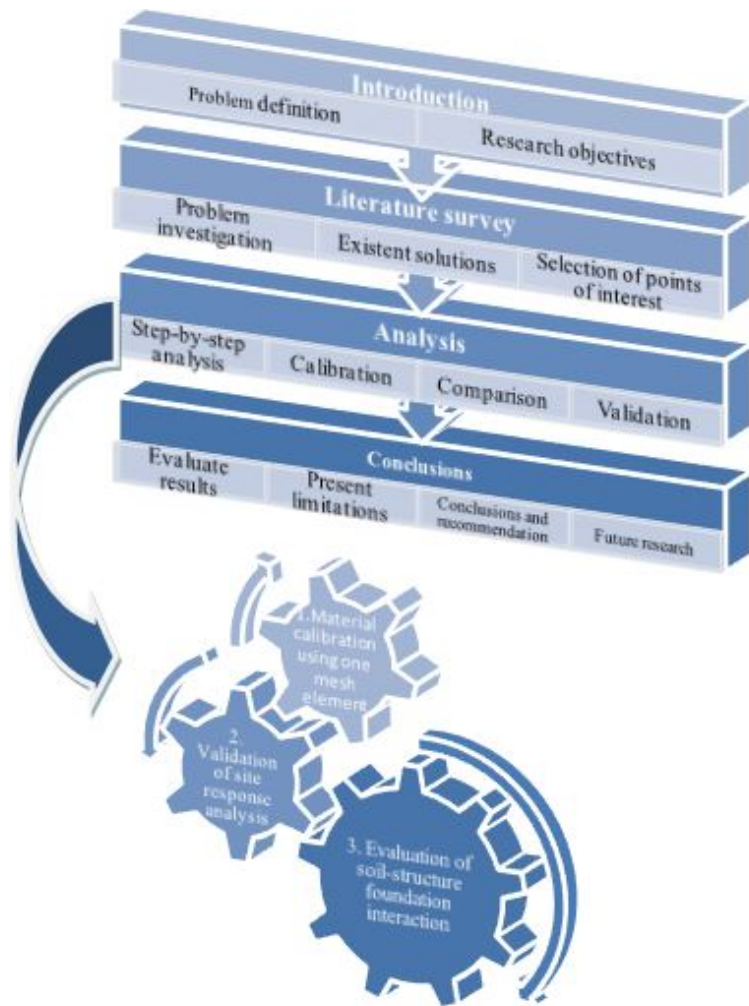 Introduction
Problem definition
Research objectives
Literature survey
Problem
investigation
Existent solutions
Selection of points
of interest
Analysis
Step-by-step
analysis
Calibration
Comparison
Validation
Conclusions
Evaluate
results
Present
limitations
Conclusions and
recommendation
Future research
1.Material
calibration
using one
mesh
element
2.
Validation
of site
response
analysis
3. Evaluation of
soil-structure
foundation
interaction